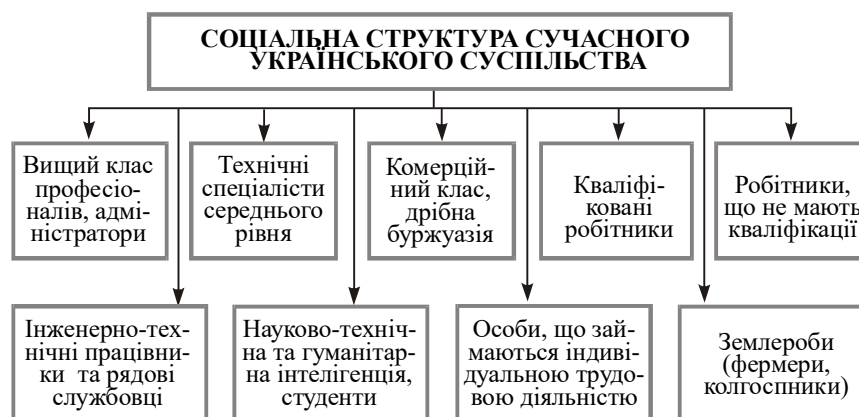 СОЦІАЛЬНА СТРУКТУРА СУЧАСНОГО
УКРАЇНСЬКОГО СУСПІЛЬСТВА
Вищий клас
професіо-
налів, адмі-
ністратори
Технічні
спеціалісти
середнього
рівня
Комерцій-
ний клас,
дрібна
буржуазія
Кваліфі-
ковані
робітники
Робітники,
що не мають
кваліфікації
Інженерно-тех-
нічні працівни-
ки та рядові
службовці
Науково-техніч-
на та гуманітар-
на інтелігенція,
студенти
Особи, що зай-
маються індиві-
дуальною трудо-
вою діяльністю
Землероби
(фермери,
колгоспники)